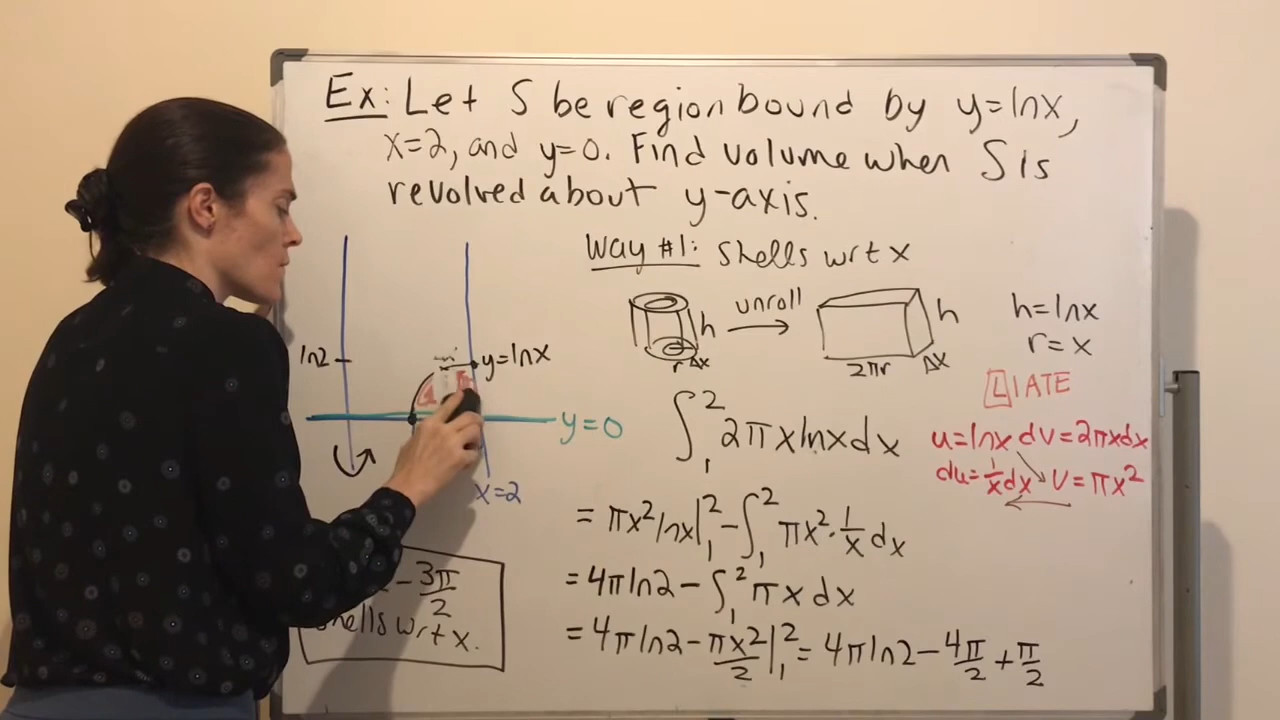 Ex: Let S be region bound by y=lnx,
x=2, and y=0. Find volume when S is
revolved about y-axis.
Way #1: Shells wrt x
unroll
h
h
r Δx
2πr
Δx
h=lnx
r=x
LIATE
ln2
y=lnx
y=0
x=2
∫₁² 2πx lnx dx
u=lnx dv=2πxdx
du=1/x dx v=πx²
= πx² lnx|₁² - ∫₁² πx² · 1/x dx
= 4πln2 - ∫₁² πx dx
= 4πln2 - πx²/2 |₁² = 4πln2 - 4π/2 + π/2
- 3π/2
shells wrt x.